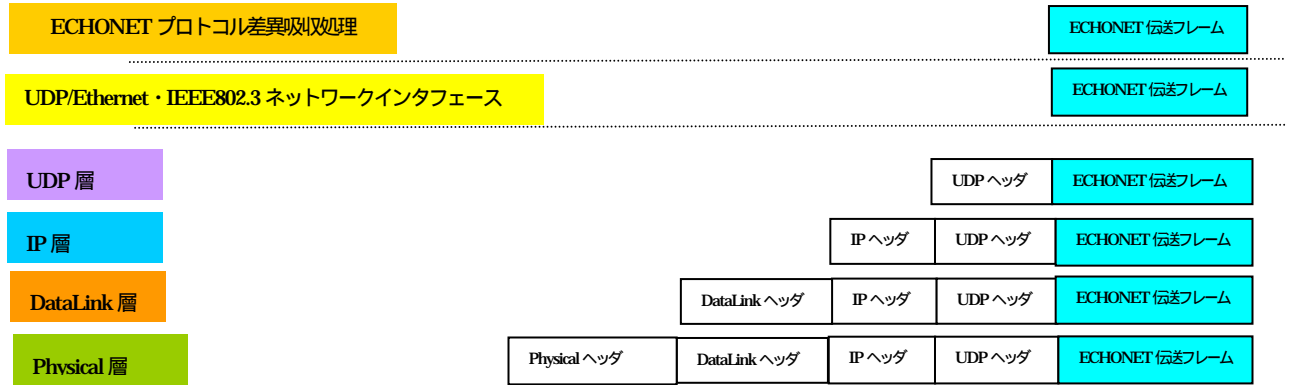 ECHONET プロトコル差異吸収処理 ECHONET 伝送フレーム
UDP/Ethernet・IEEE802.3 ネットワークインタフェース ECHONET 伝送フレーム
UDP 層 UDP ヘッダ ECHONET 伝送フレーム
IP 層 IP ヘッダ UDP ヘッダ ECHONET 伝送フレーム
DataLink 層 DataLink ヘッダ IP ヘッダ UDP ヘッダ ECHONET 伝送フレーム
Physical 層 Physical ヘッダ DataLink ヘッダ IP ヘッダ UDP ヘッダ ECHONET 伝送フレーム